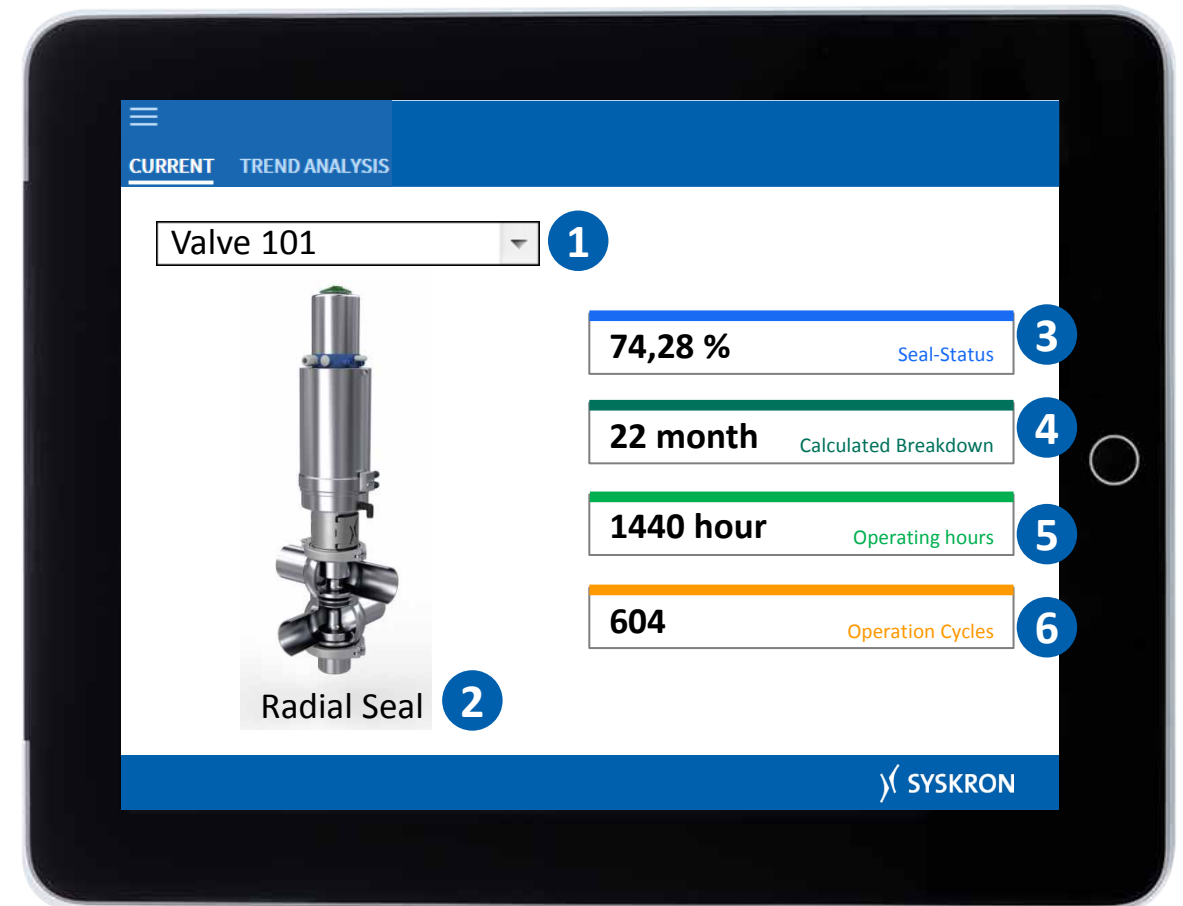 CURRENT TREND ANALYSIS
Valve 101
1
74,28 % Seal-Status
3
22 month Calculated Breakdown
4
1440 hour Operating hours
5
604 Operation Cycles
6
Radial Seal
2
SYSKRON